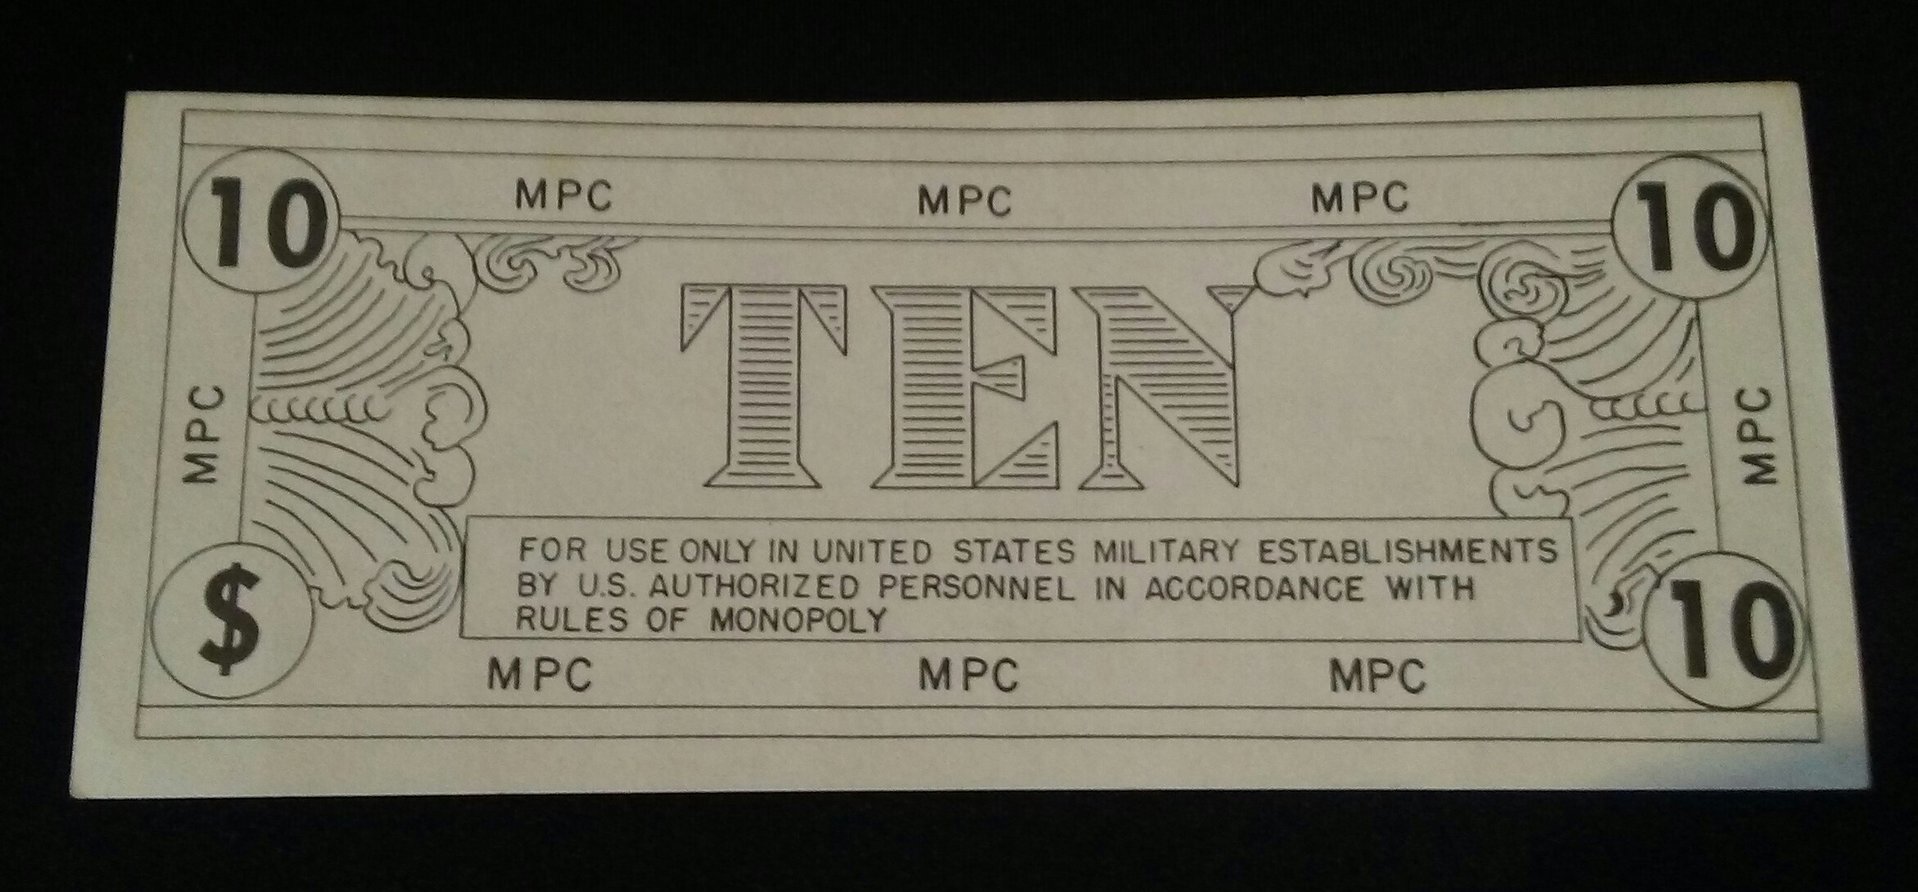 10 MPC MPC MPC 10
TEN
MPC
MPC
FOR USE ONLY IN UNITED STATES MILITARY ESTABLISHMENTS
BY U.S. AUTHORIZED PERSONNEL IN ACCORDANCE WITH
RULES OF MONOPOLY
$ 10
MPC MPC MPC